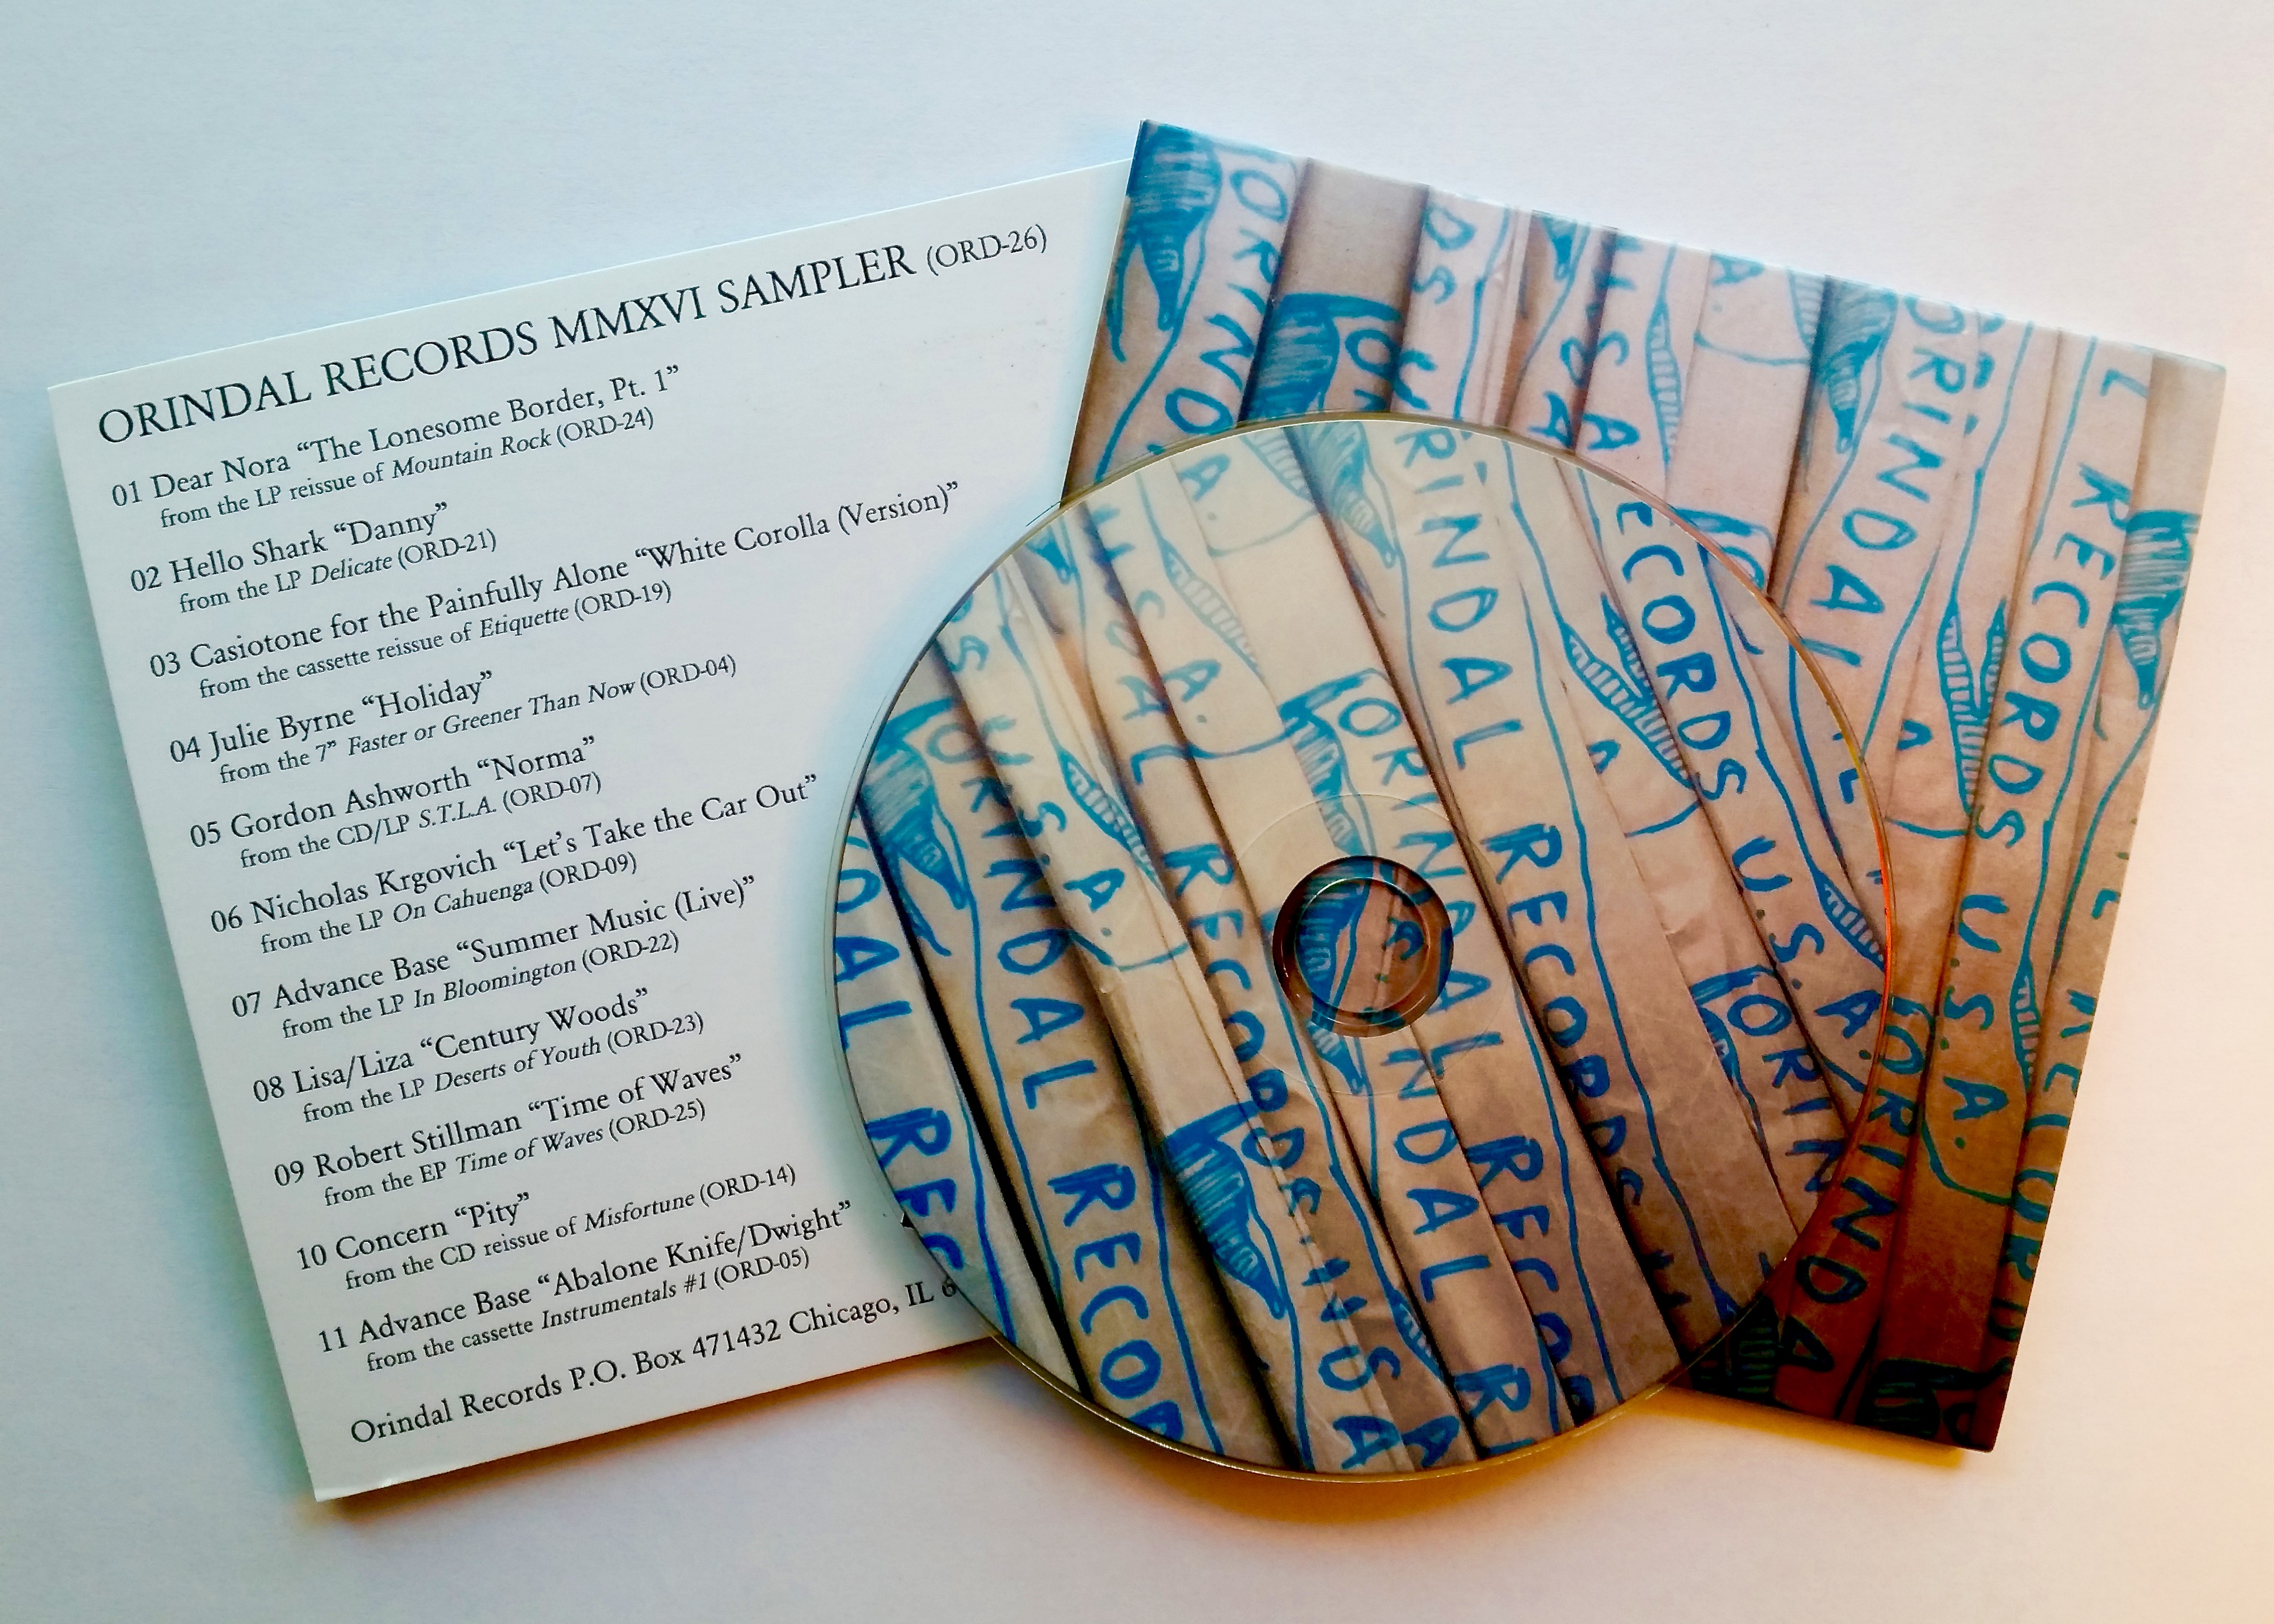 ORINDAL RECORDS MMXVI SAMPLER (ORD-26)
01 Dear Nora “The Lonesome Border, Pt. 1”
from the LP reissue of Mountain Rock (ORD-24)
02 Hello Shark “Danny”
from the LP Delicate (ORD-21)
03 Casiotone for the Painfully Alone “White Corolla (Version)”
from the cassette reissue of Etiquette (ORD-19)
04 Julie Byrne “Holiday”
from the 7” Faster or Greener Than Now (ORD-04)
05 Gordon Ashworth “Norma”
from the CD/LP S.T.L.A. (ORD-07)
06 Nicholas Krgovich “Let’s Take the Car Out”
from the LP On Cahuenga (ORD-09)
07 Advance Base “Summer Music (Live)”
from the LP In Bloomington (ORD-22)
08 Lisa/Liza “Century Woods”
from the LP Deserts of Youth (ORD-23)
09 Robert Stillman “Time of Waves”
from the EP Time of Waves (ORD-25)
10 Concern “Pity”
from the CD reissue of Misfortune (ORD-14)
11 Advance Base “Abalone Knife/Dwight”
from the cassette Instrumentals #1 (ORD-05)
Orindal Records P.O. Box 471432 Chicago, IL
ORINDAL
RECORDS U.S.A.
ORINDAL RECORDS
RECORDS U.S.A.
ORINDAL RECORDS
U.S.A.
ORINDAL